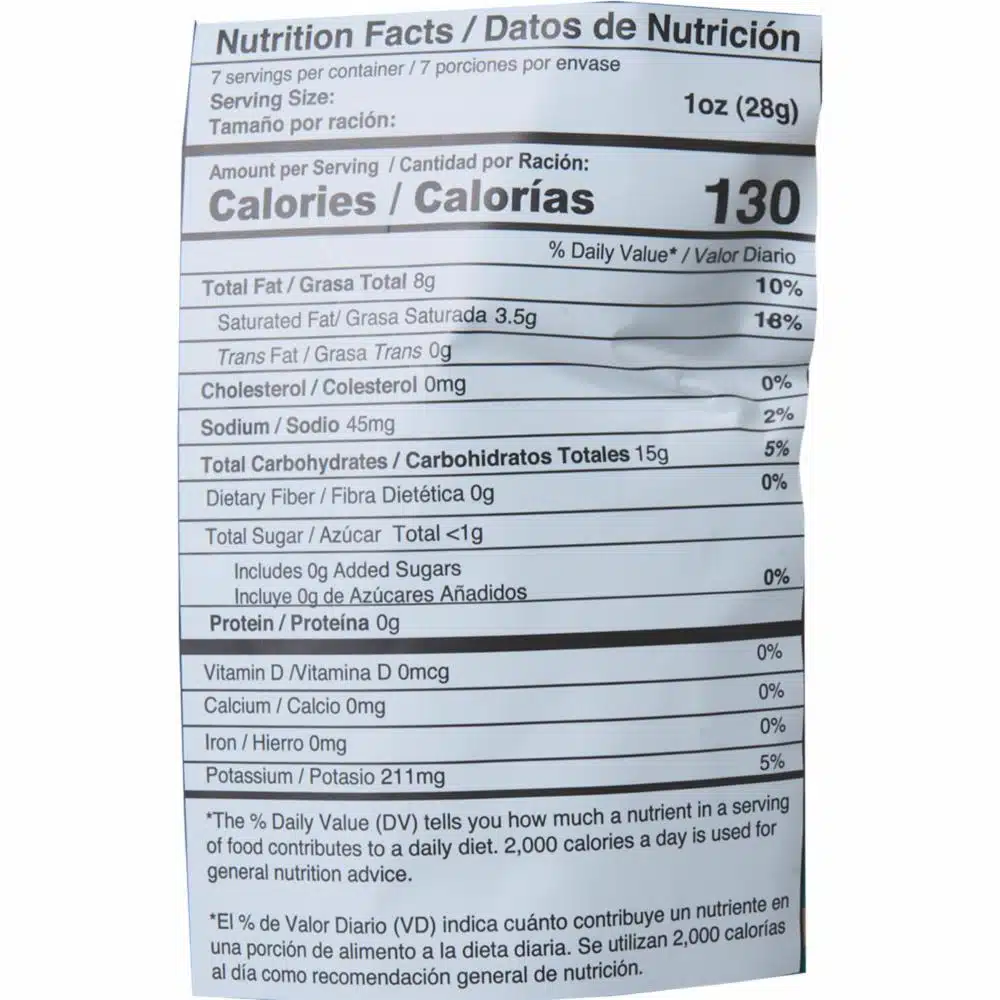 Nutrition Facts / Datos de Nutrición
7 servings per container / 7 porciones por envase
Serving Size:
Tamaño por ración:
1oz (28g)
Amount per Serving / Cantidad por Ración:
Calories / Calorías 130
% Daily Value* / Valor Diario
Total Fat / Grasa Total 8g 10%
Saturated Fat/ Grasa Saturada 3.5g 18%
Trans Fat / Grasa Trans 0g
Cholesterol / Colesterol 0mg 0%
Sodium / Sodio 45mg 2%
Total Carbohydrates / Carbohidratos Totales 15g 5%
Dietary Fiber / Fibra Dietética 0g 0%
Total Sugar / Azúcar Total <1g
Includes 0g Added Sugars
Incluye 0g de Azúcares Añadidos 0%
Protein / Proteína 0g
Vitamin D /Vitamina D 0mcg 0%
Calcium / Calcio 0mg 0%
Iron / Hierro 0mg 0%
Potassium / Potasio 211mg 5%
*The % Daily Value (DV) tells you how much a nutrient in a serving
of food contributes to a daily diet. 2,000 calories a day is used for
general nutrition advice.
*El % de Valor Diario (VD) indica cuánto contribuye un nutriente en
una porción de alimento a la dieta diaria. Se utilizan 2,000 calorías
al día como recomendación general de nutrición.